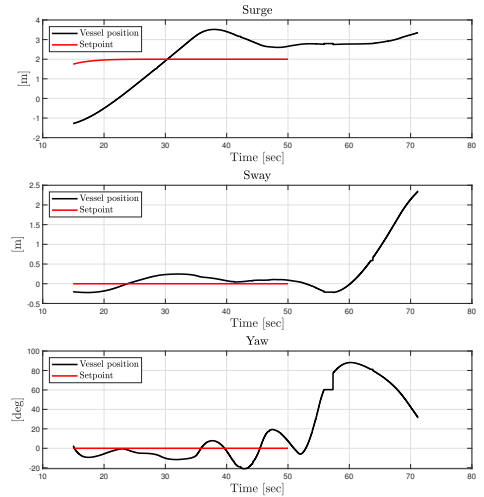 Surge
4
3
2
1
0
-1
-2
[m]
Vessel position
Setpoint
10 20 30 40 50 60 70 80
Time [sec]
Sway
2.5
2
1.5
1
0.5
0
-0.5
[m]
Vessel position
Setpoint
10 20 30 40 50 60 70 80
Time [sec]
Yaw
100
80
60
40
20
0
-20
[deg]
Vessel position
Setpoint
10 20 30 40 50 60 70 80
Time [sec]